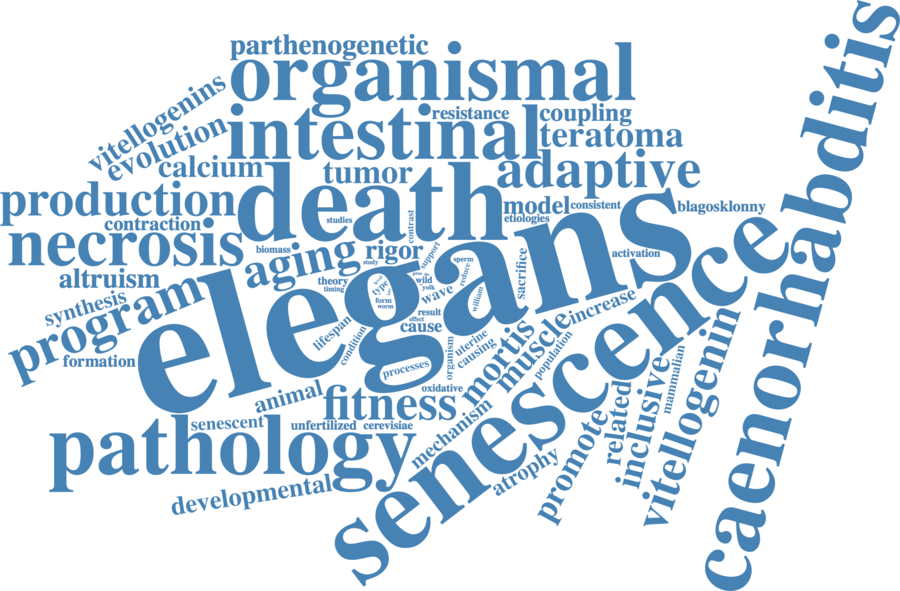 parthenogenetic
organismal
vitellogenins
evolution
intestinal
resistance
coupling
teratoma
calcium
tumor
adaptive
production
death
model
consistent
blagosklonny
contraction
studies
contrast
etiologies
necrosis
biomass
aging
rigor
support
sperm
activation
altruism
study
theory
timing
type
wild
yolk
reduce
sacrifice
synthesis
program
elegans
form
worm
wave
william
increase
result
effect
cause
lifespan
condition
formation
organism
uterine
causing
mortis
muscle
population
processes
senescence
caenorhabditis
animal
oxidative
mammalian
fitness
senescent
unfertilized
cerevisiae
mechanism
related
inclusive
vitellogenin
pathology
atrophy
promote
developmental